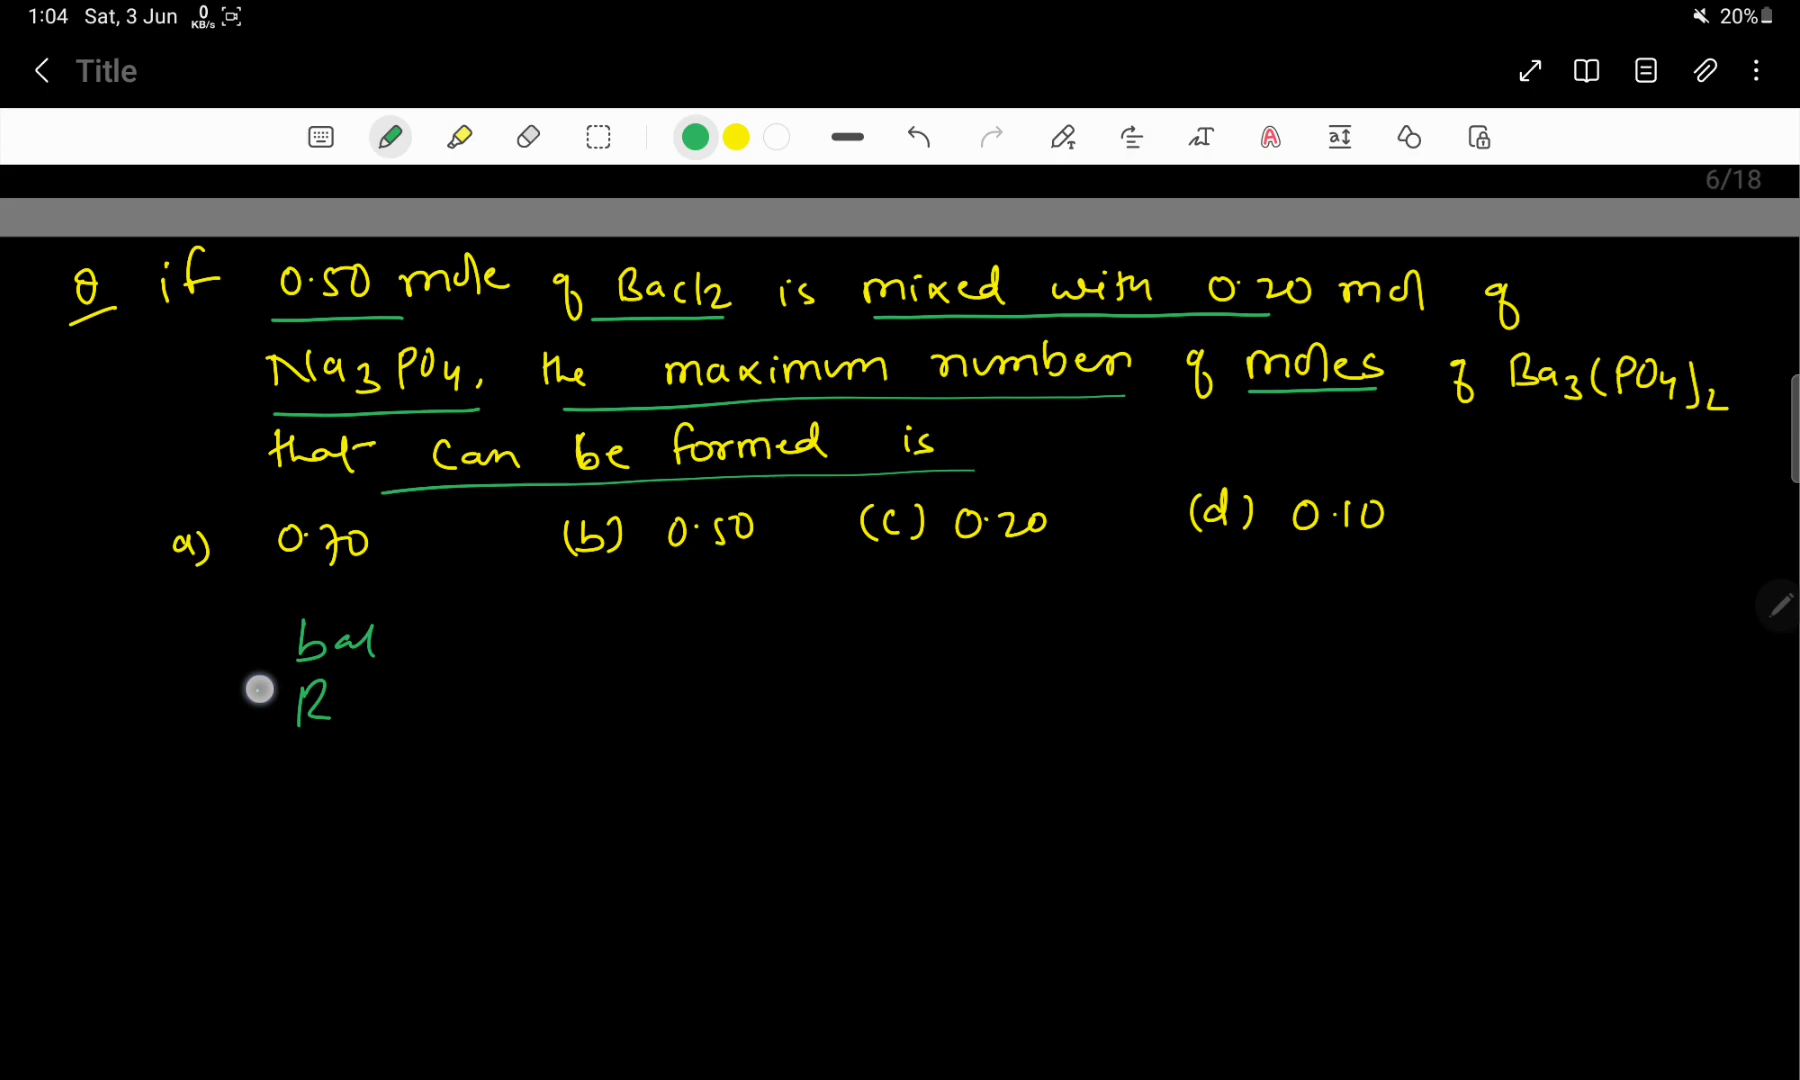 1:04 Sat, 3 Jun 0 KB/s 20%
Title
6/18
Q if 0.50 mole of BaCl2 is mixed with 0.20 mol of
Na3PO4, the maximum number of moles of Ba3(PO4)2
that can be formed is
a) 0.70 (b) 0.50 (c) 0.20 (d) 0.10
bal
R